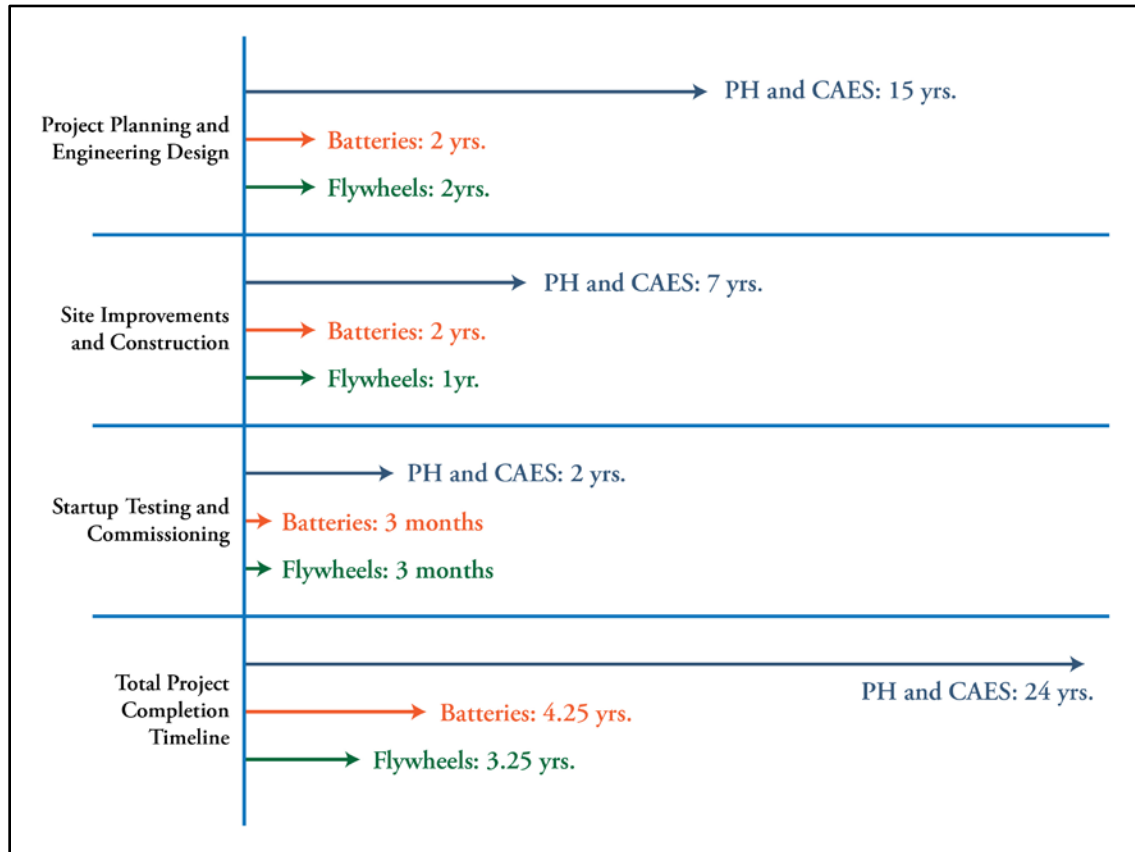 PH and CAES: 15 yrs.
Project Planning and
Engineering Design
Batteries: 2 yrs.
Flywheels: 2yrs.
PH and CAES: 7 yrs.
Site Improvements
and Construction
Batteries: 2 yrs.
Flywheels: 1yr.
PH and CAES: 2 yrs.
Startup Testing and
Commissioning
Batteries: 3 months
Flywheels: 3 months
PH and CAES: 24 yrs.
Total Project
Completion
Timeline
Batteries: 4.25 yrs.
Flywheels: 3.25 yrs.